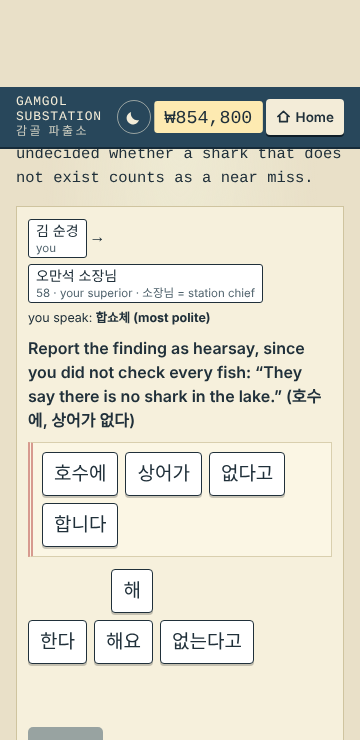 GAMGOL
SUBSTATION
감골 파출소
₩854,800
Home
undecided whether a shark that does
not exist counts as a near miss.
김 순경
you
→
오만석 소장님
58 · your superior · 소장님 = station chief
you speak: 합쇼체 (most polite)
Report the finding as hearsay, since
you did not check every fish: “They
say there is no shark in the lake.” (호수
에, 상어가 없다)
호수에 상어가 없다고
합니다
해
한다 해요 없는다고